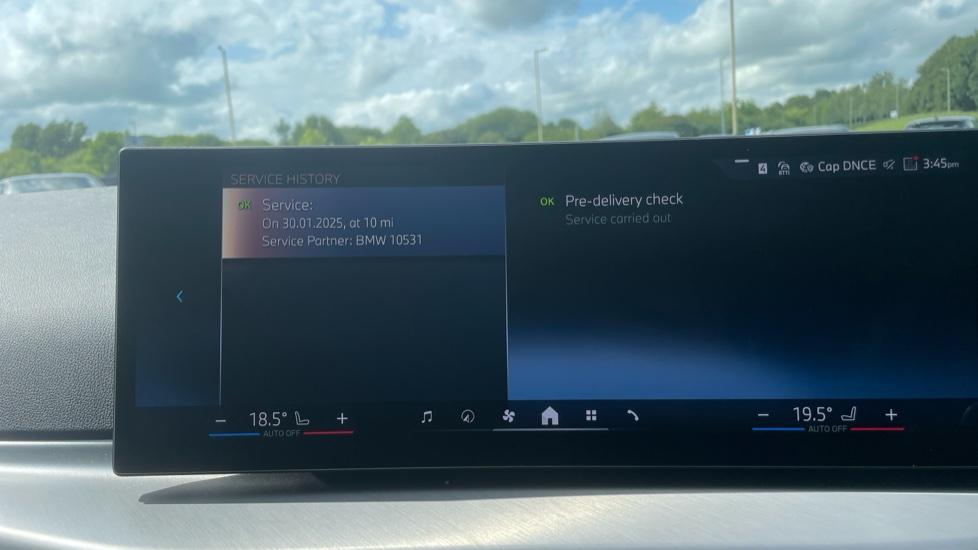 SERVICE HISTORY
OK Service:
On 30.01.2025, at 10 mi
Service Partner: BMW 10531
OK Pre-delivery check
Service carried out
Cap DNCE 3:45pm
− 18.5° +
AUTO OFF
− 19.5° +
AUTO OFF